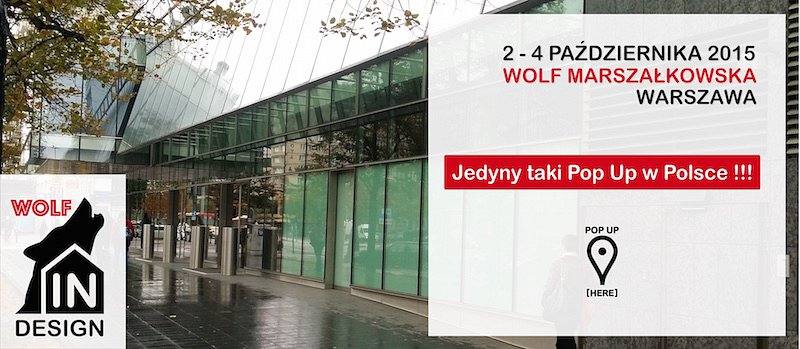 2 - 4 PAŹDZIERNIKA 2015
WOLF MARSZAŁKOWSKA
WARSZAWA
Jedyny taki Pop Up w Polsce !!!
POP UP
[HERE]
WOLF
IN
DESIGN